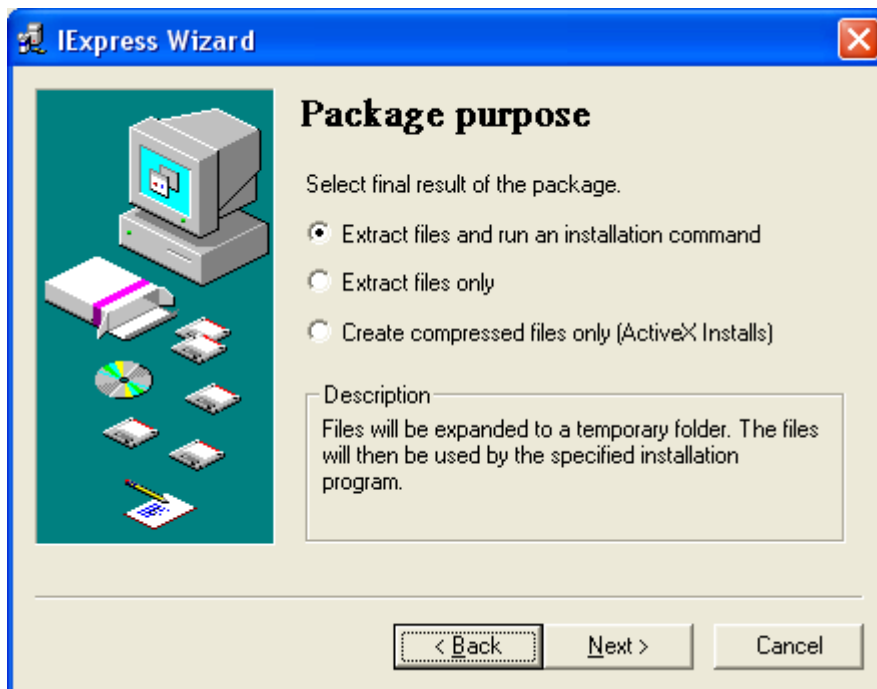 IExpress Wizard
Package purpose
Select final result of the package.
Extract files and run an installation command
Extract files only
Create compressed files only (ActiveX Installs)
Description
Files will be expanded to a temporary folder. The files
will then be used by the specified installation
program.
< Back
Next >
Cancel